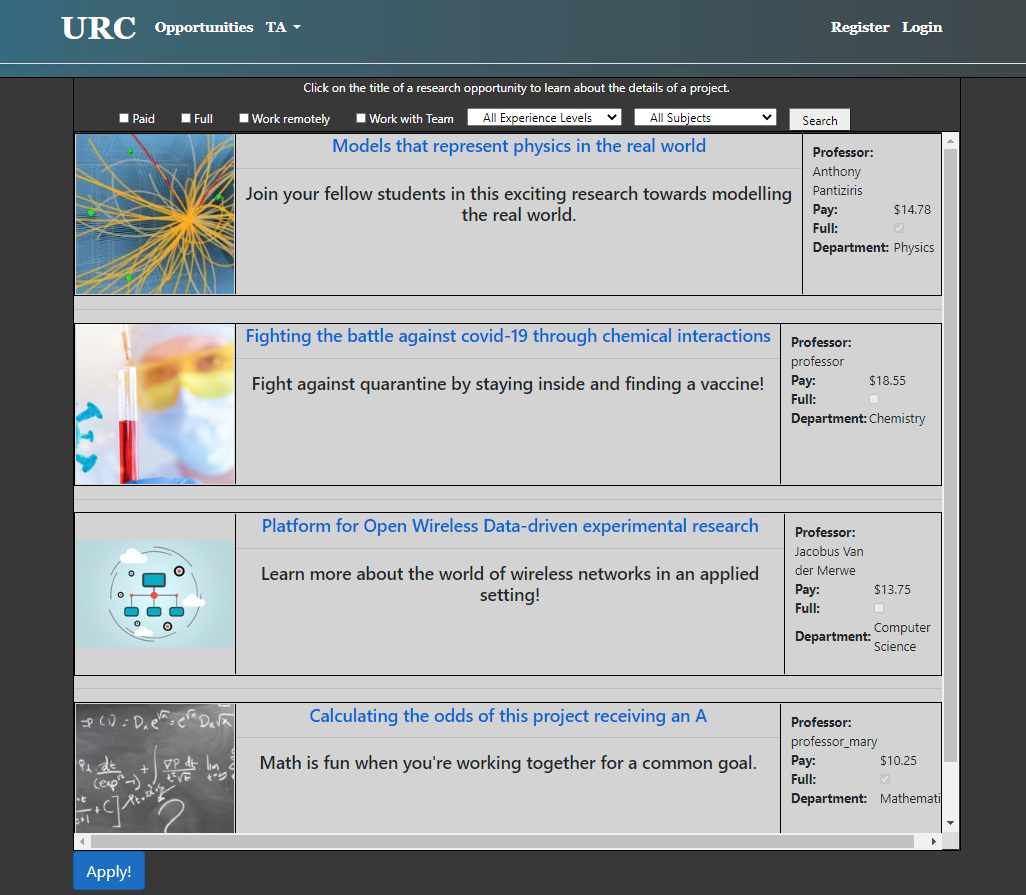 URC Opportunities TA Register Login
Click on the title of a research opportunity to learn about the details of a project.
Paid Full Work remotely Work with Team All Experience Levels All Subjects Search
Models that represent physics in the real world
Join your fellow students in this exciting research towards modelling
the real world.
Professor:
Anthony
Pantiziris
Pay: $14.78
Full:
Department: Physics
Fighting the battle against covid-19 through chemical interactions
Fight against quarantine by staying inside and finding a vaccine!
Professor:
professor
Pay: $18.55
Full:
Department: Chemistry
Platform for Open Wireless Data-driven experimental research
Learn more about the world of wireless networks in an applied
setting!
Professor:
Jacobus Van
der Merwe
Pay: $13.75
Full:
Department: Computer
Science
Calculating the odds of this project receiving an A
Math is fun when you're working together for a common goal.
Professor:
professor_mary
Pay: $10.25
Full:
Department: Mathemati
Apply!